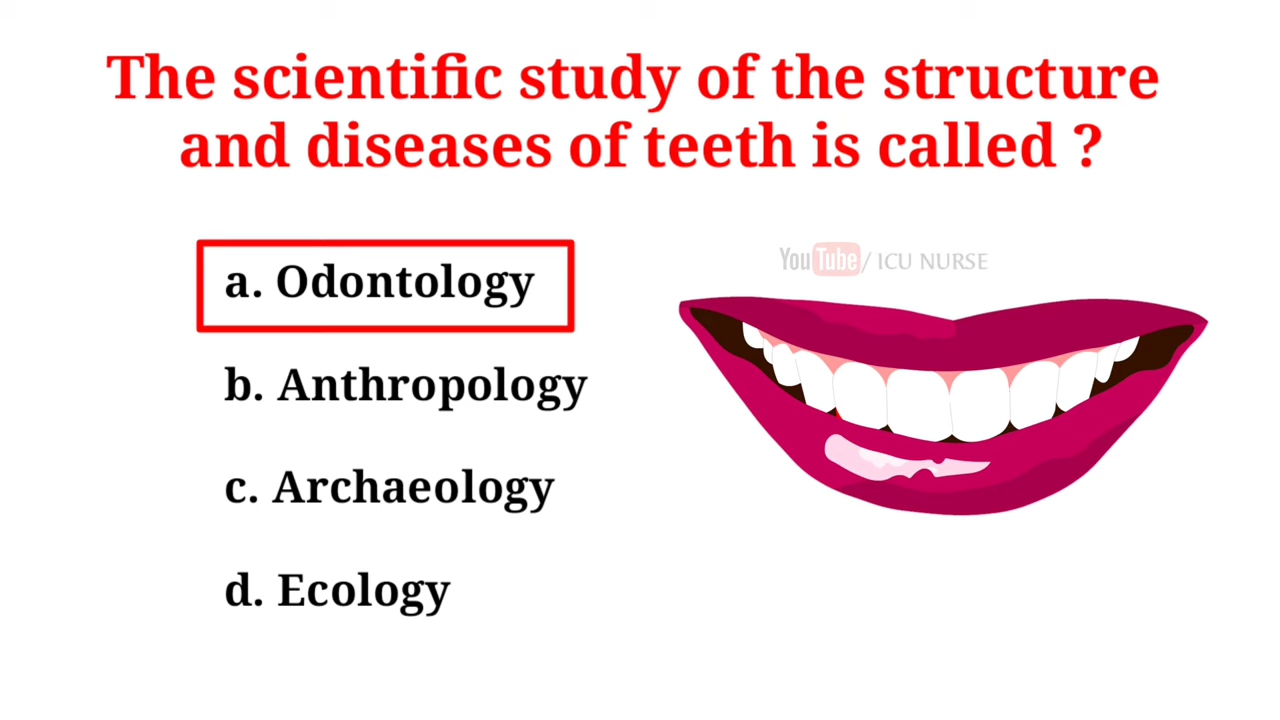 The scientific study of the structure
and diseases of teeth is called ?
a. Odontology
YouTube / ICU NURSE
b. Anthropology
c. Archaeology
d. Ecology